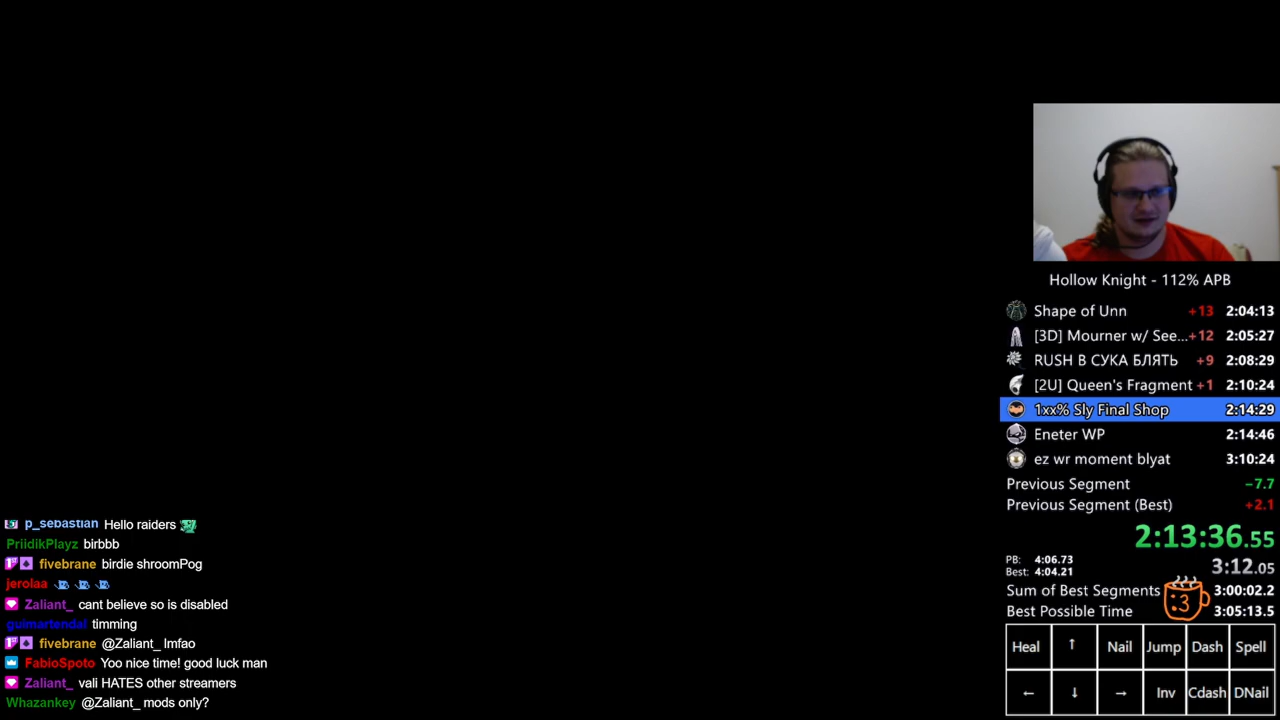 Hollow Knight - 112% APB
Shape of Unn +13 2:04:13
[3D] Mourner w/ See...+12 2:05:27
RUSH В СУКА БЛЯТЬ +9 2:08:29
[2U] Queen's Fragment +1 2:10:24
1xx% Sly Final Shop 2:14:29
Eneter WP 2:14:46
ez wr moment blyat 3:10:24
Previous Segment -7.7
Previous Segment (Best) +2.1
2:13:36.55
PB: 4:06.73
Best: 4:04.21
3:12.05
Sum of Best Segments 3:00:02.2
Best Possible Time 3:05:13.5
:3
Heal ↑ Nail Jump Dash Spell
← ↓ → Inv Cdash DNail
p_sebastian Hello raiders
PriidikPlayz birbbb
fivebrane birdie shroomPog
jerolaa
Zaliant_ cant believe so is disabled
guimartendal timming
fivebrane @Zaliant_ lmfao
FabioSpoto Yoo nice time! good luck man
Zaliant_ vali HATES other streamers
Whazankey @Zaliant_ mods only?